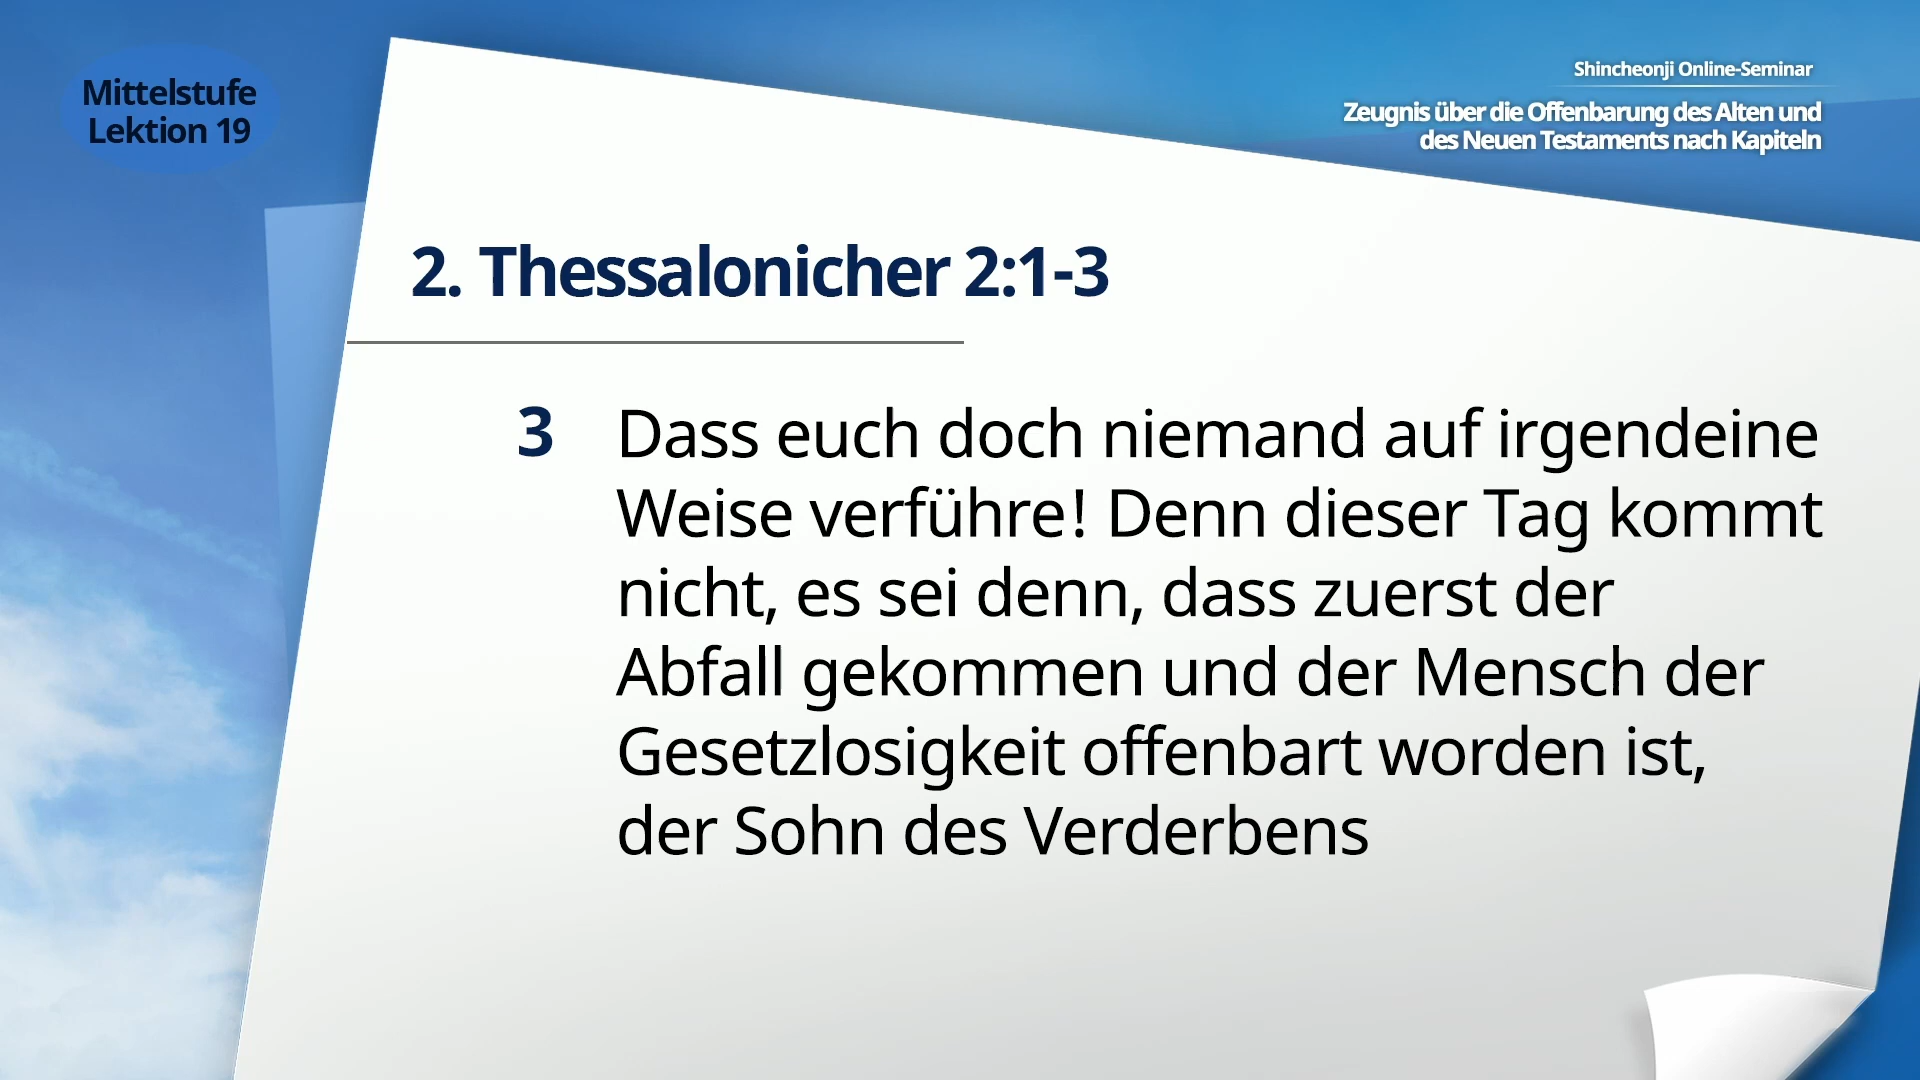 Mittelstufe
Lektion 19
Shincheonji Online-Seminar
Zeugnis über die Offenbarung des Alten und
des Neuen Testaments nach Kapiteln
2. Thessalonicher 2:1-3
3 Dass euch doch niemand auf irgendeine
Weise verführe! Denn dieser Tag kommt
nicht, es sei denn, dass zuerst der
Abfall gekommen und der Mensch der
Gesetzlosigkeit offenbart worden ist,
der Sohn des Verderbens